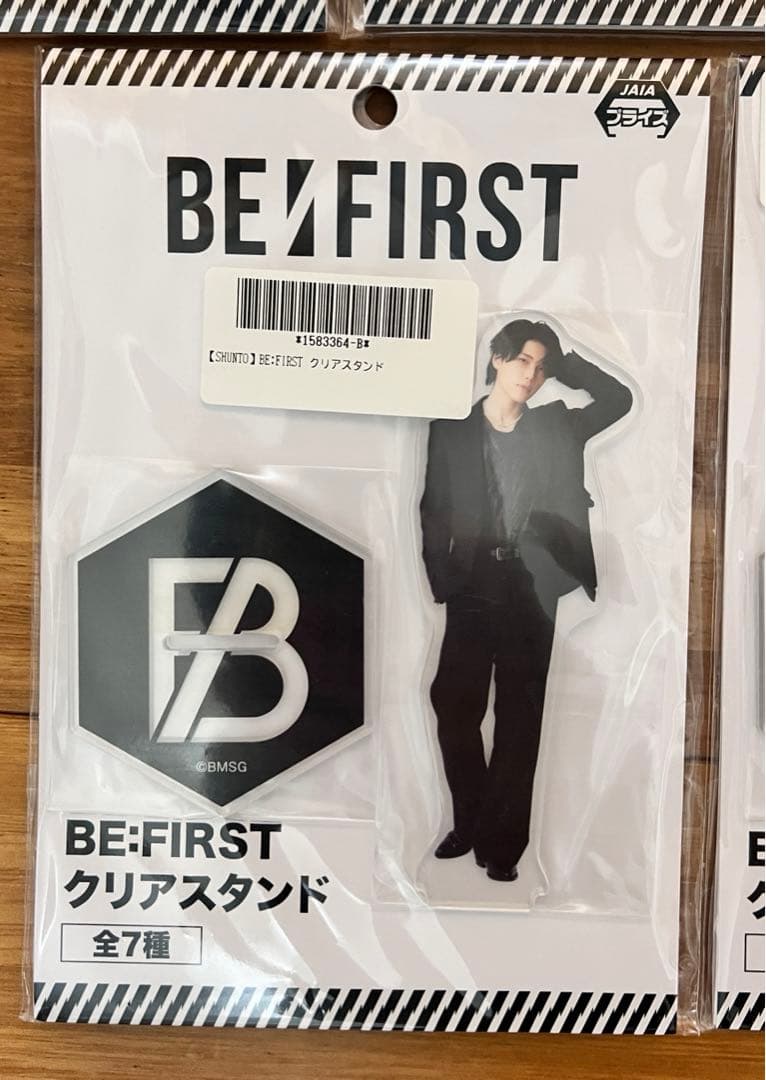 JAIA
プライズ
BE:FIRST
*1583364-B*
【SHUNTO】BE:FIRST クリアスタンド
FB
©BMSG
BE:FIRST
クリアスタンド
全7種